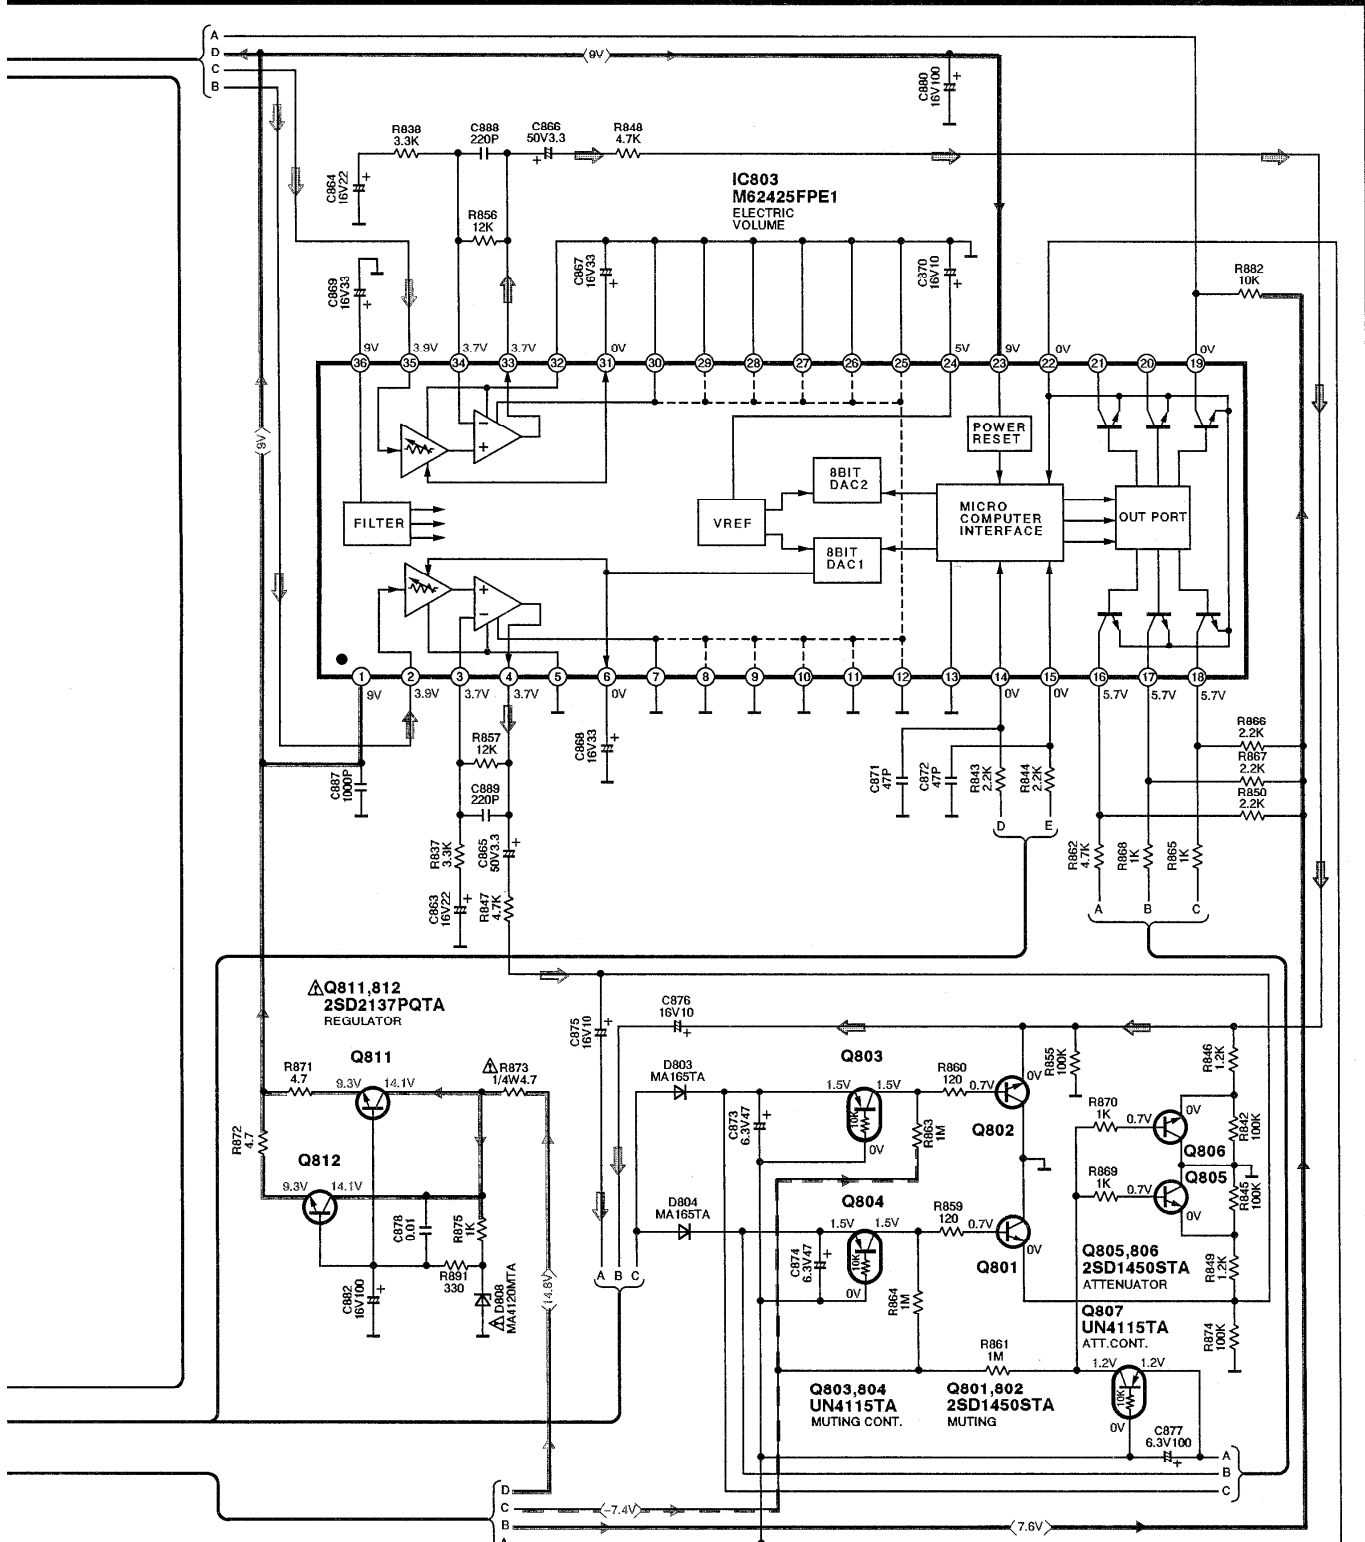 A
D
C
B
9V
C880
16V100
R838
3.3K
C888
220P
C866
50V3.3
+
R848
4.7K
C864
16V22
+
IC803
M62425FPE1
ELECTRIC
VOLUME
R856
12K
C869
16V33
+
C867
16V33
+
C870
16V10
+
R882
10K
9V 3.9V 3.7V 3.7V 0V 5V 9V 0V 0V
36 35 34 33 32 31 30 29 28 27 26 25 24 23 22 21 20 19
9V
− +
POWER
RESET
8BIT
DAC2
FILTER
VREF
MICRO
COMPUTER
INTERFACE
OUT PORT
8BIT
DAC1
+ −
1 2 3 4 5 6 7 8 9 10 11 12 13 14 15 16 17 18
9V 3.9V 3.7V 3.7V 0V 0V 0V 5.7V 5.7V 5.7V
R857
12K
C868
16V33
+
R866
2.2K
R867
2.2K
R850
2.2K
C887
1000P
C889
220P
C871
47P
C872
47P
R843
2.2K
R844
2.2K
D E
R837
3.3K
C865
50V3.3
+
R862
4.7K
R868
1K
R865
1K
C863
16V22
+
R847
4.7K
A B C
⚠Q811,812
2SD2137PQTA
REGULATOR
C876
16V10
+
C875
16V10
+
Q811
R871
4.7
9.3V 14.1V
⚠R873
1/4W4.7
D803
MA165TA
Q803
1.5V 1.5V
10K
0V
R860
120
0.7V
0V
Q802
R855
100K
R846
1.2K
R870
1K
0.7V
0V
Q806
R842
100K
C873
6.3V47
+
R863
1M
R872
4.7
Q812
9.3V 14.1V
D804
MA165TA
Q804
1.5V 1.5V
10K
0V
R859
120
0.7V
0V
Q801
R869
1K
0.7V
0V
Q805
R845
100K
C878
0.01
R875
1K
R891
330
C874
6.3V47
+
R864
1M
Q805,806
2SD1450STA
ATTENUATOR
R849
1.2K
A B C
C882
16V100
+
⚠D808
MA4120MTA
14.8V
Q807
UN4115TA
ATT.CONT.
R874
100K
R861
1M
1.2V 1.2V
10K
0V
Q803,804
UN4115TA
MUTING CONT.
Q801,802
2SD1450STA
MUTING
C877
6.3V100
+
A
B
C
D
C
−7.4V
B
7.6V
A